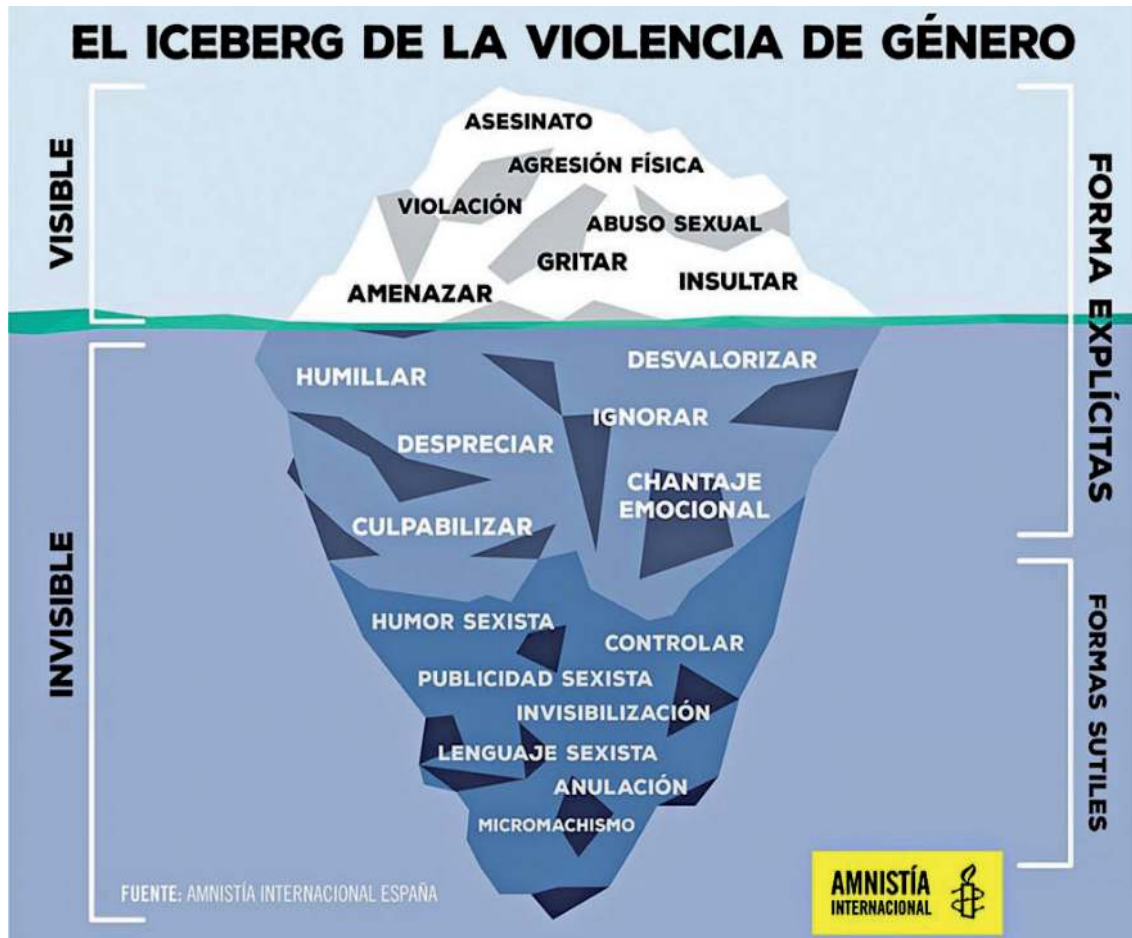 EL ICEBERG DE LA VIOLENCIA DE GÉNERO
VISIBLE
ASESINATO
AGRESIÓN FÍSICA
VIOLACIÓN
ABUSO SEXUAL
GRITAR
AMENAZAR
INSULTAR
FORMA EXPLÍCITAS
INVISIBLE
HUMILLAR
DESVALORIZAR
IGNORAR
DESPRECIAR
CHANTAJE
EMOCIONAL
CULPABILIZAR
FORMAS SUTILES
HUMOR SEXISTA
CONTROLAR
PUBLICIDAD SEXISTA
INVISIBILIZACIÓN
LENGUAJE SEXISTA
ANULACIÓN
MICROMACHISMO
FUENTE: AMNISTÍA INTERNACIONAL ESPAÑA
AMNISTÍA
INTERNACIONAL